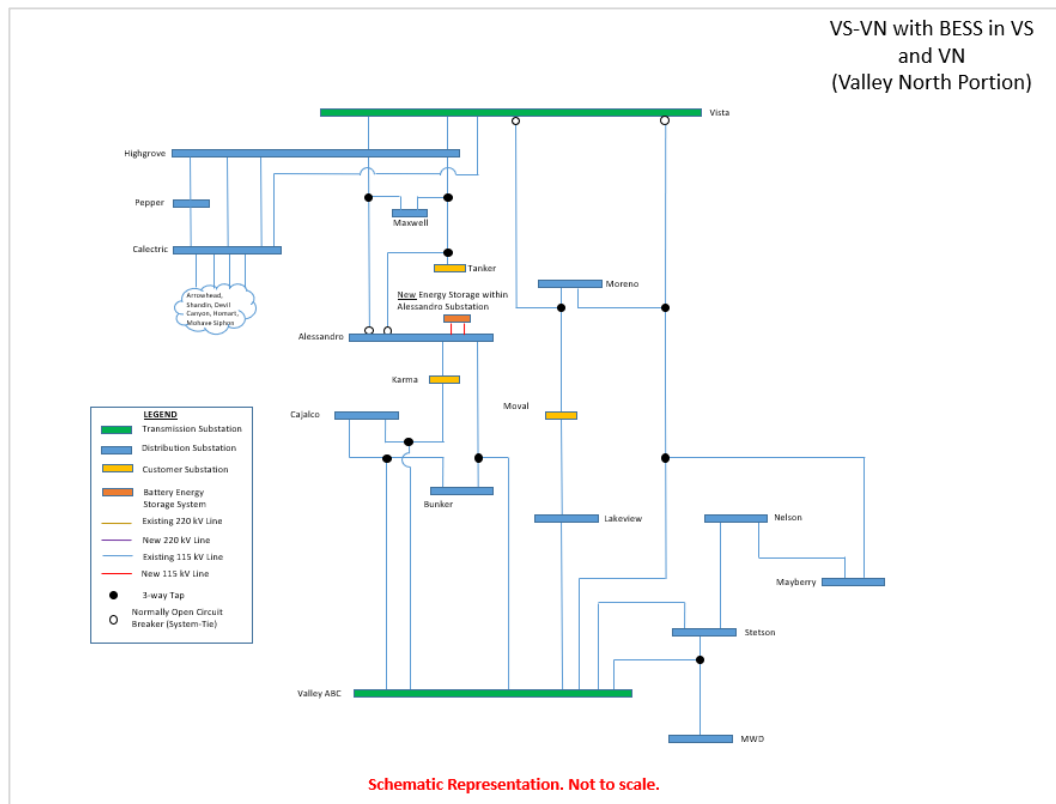 VS-VN with BESS in VS
and VN
(Valley North Portion)
Vista
Highgrove
Pepper
Maxwell
Calectric
Tanker
Arrowhead,
Shandin, Devil
Canyon, Homart,
Mohave Siphon
New Energy Storage within
Alessandro Substation
Moreno
Alessandro
Karma
Cajalco
Moval
LEGEND
Transmission Substation
Distribution Substation
Customer Substation
Battery Energy
Storage System
Existing 220 kV Line
New 220 kV Line
Existing 115 kV Line
New 115 kV Line
3-way Tap
Normally Open Circuit
Breaker (System-Tie)
Bunker
Lakeview
Nelson
Mayberry
Stetson
Valley ABC
MWD
Schematic Representation. Not to scale.